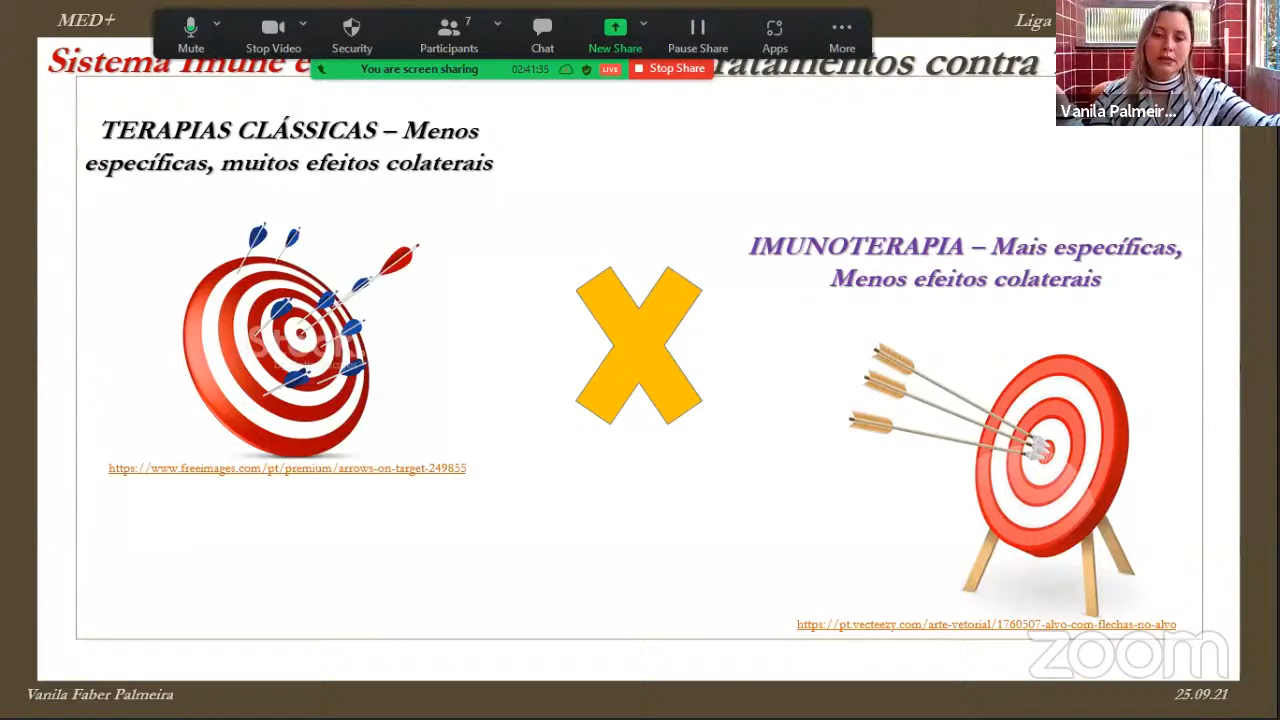 MED+
Liga
Mute
Stop Video
Security
7
Participants
Chat
New Share
Pause Share
Apps
More
Sistema Imune e
ratamentos contra
You are screen sharing
02:41:35
LIVE
Stop Share
Vanila Palmeir...
TERAPIAS CLÁSSICAS – Menos
específicas, muitos efeitos colaterais
IMUNOTERAPIA – Mais específicas,
Menos efeitos colaterais
https://www.freeimages.com/pt/premium/arrows-on-target-249855
https://pt.vecteezy.com/arte-vetorial/1760507-alvo-com-flechas-no-alvo
zoom
Vanila Faber Palmeira
25.09.21